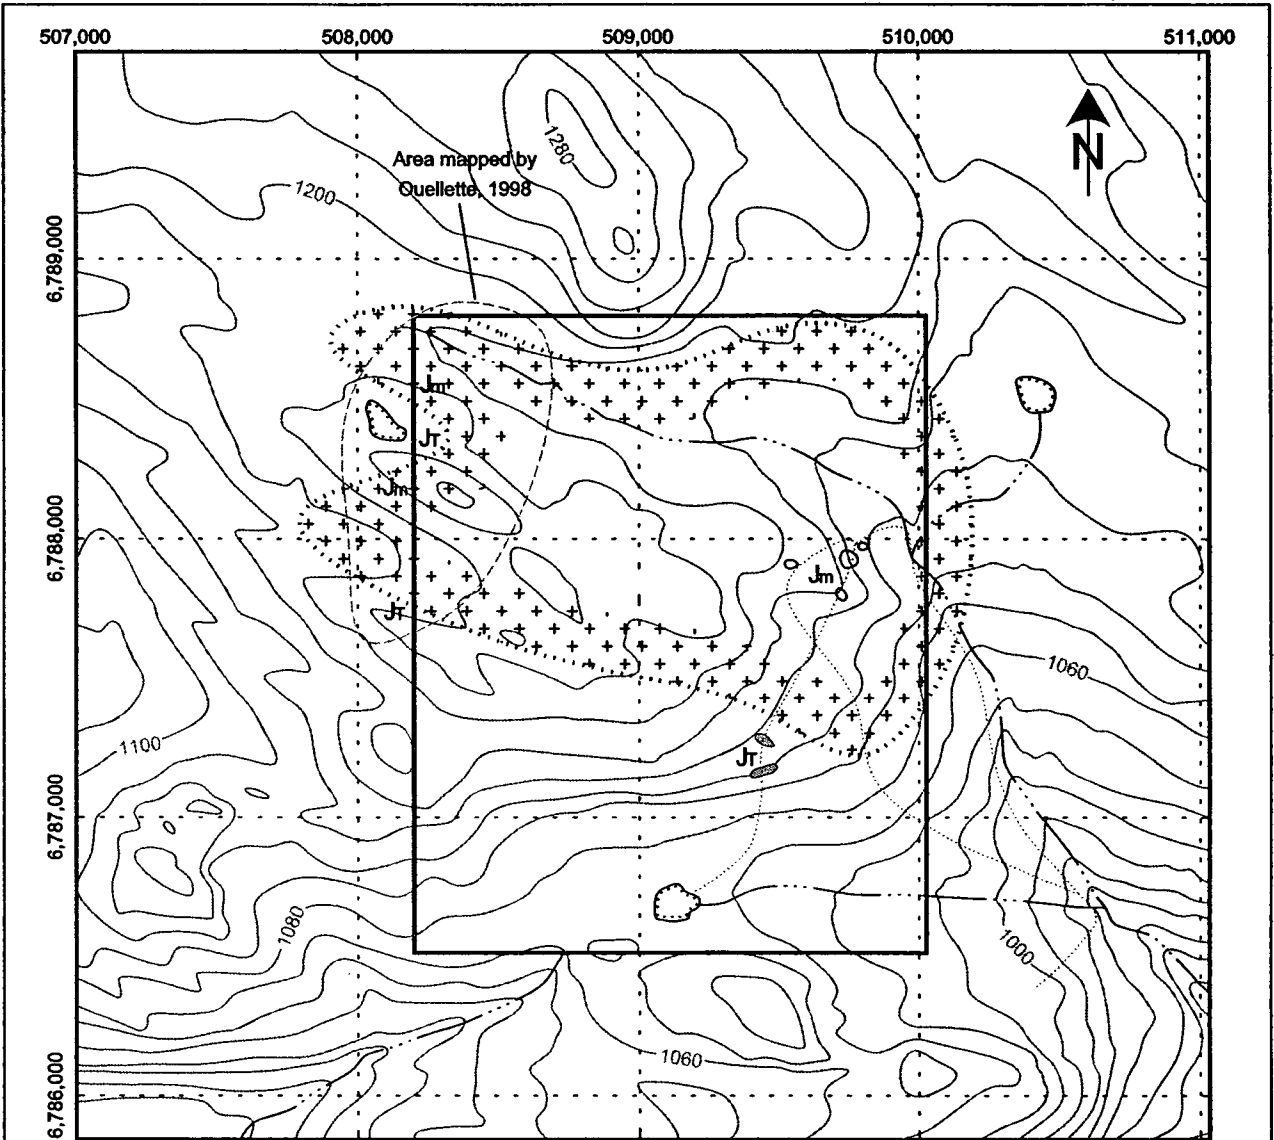 507,000 508,000 509,000 510,000 511,000
1280
N
Area mapped by
Ouellette, 1998
1200
6,789,000
Jm
JT
Jm
6,788,000
Jm
JT
1060
1100
JT
6,787,000
1080
1000
1060
6,786,000